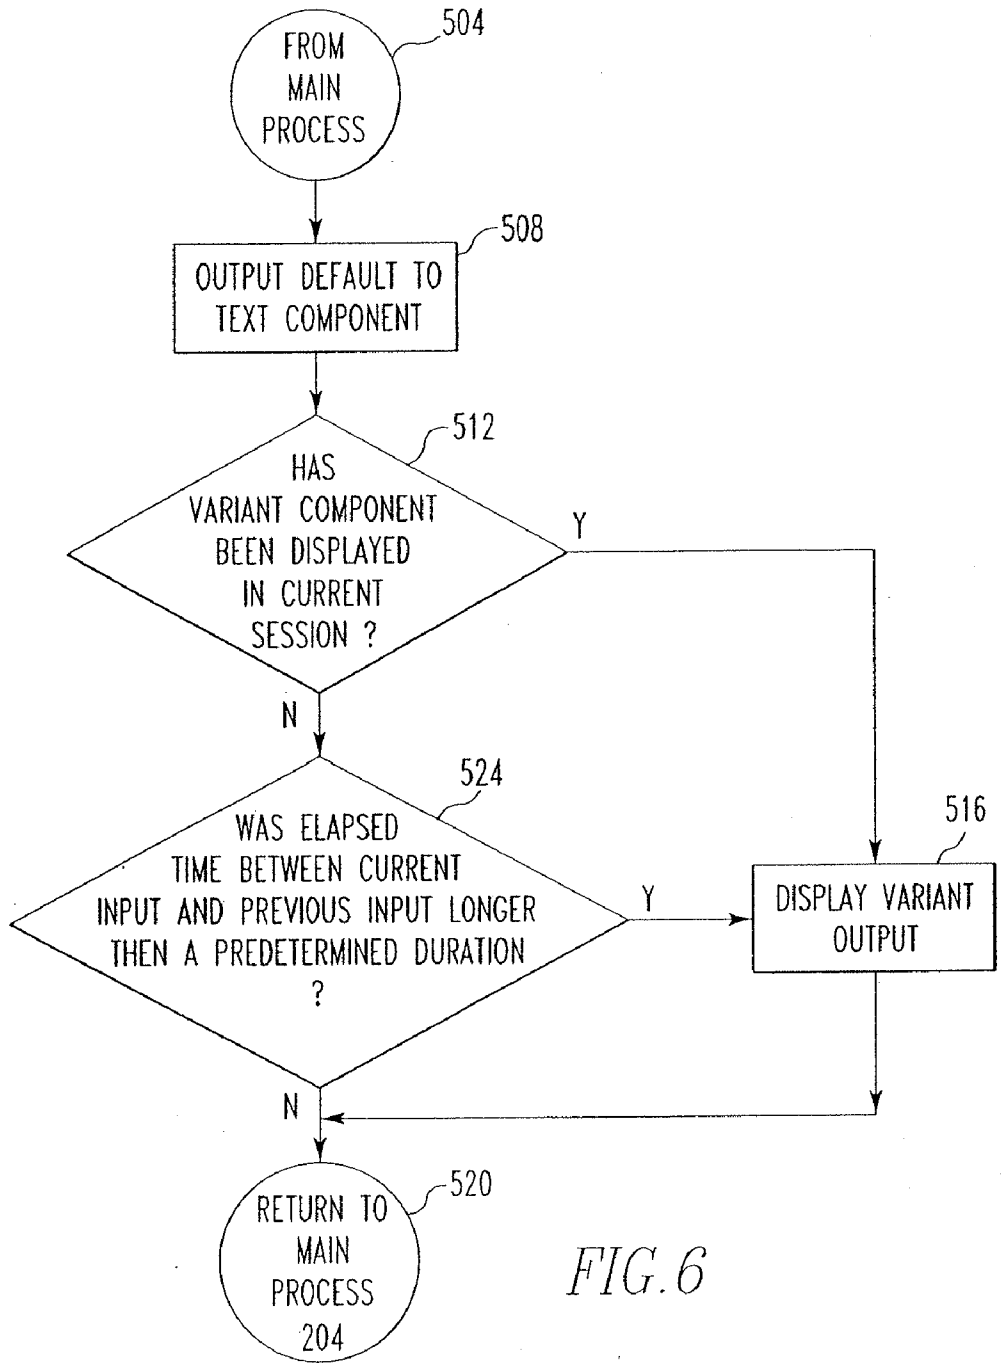 504
FROM
MAIN
PROCESS
508
OUTPUT DEFAULT TO
TEXT COMPONENT
512
HAS
VARIANT COMPONENT
BEEN DISPLAYED
IN CURRENT
SESSION ?
Y
N
524
WAS ELAPSED
TIME BETWEEN CURRENT
INPUT AND PREVIOUS INPUT LONGER
THEN A PREDETERMINED DURATION
?
Y
516
DISPLAY VARIANT
OUTPUT
N
520
RETURN TO
MAIN
PROCESS
204
FIG.6